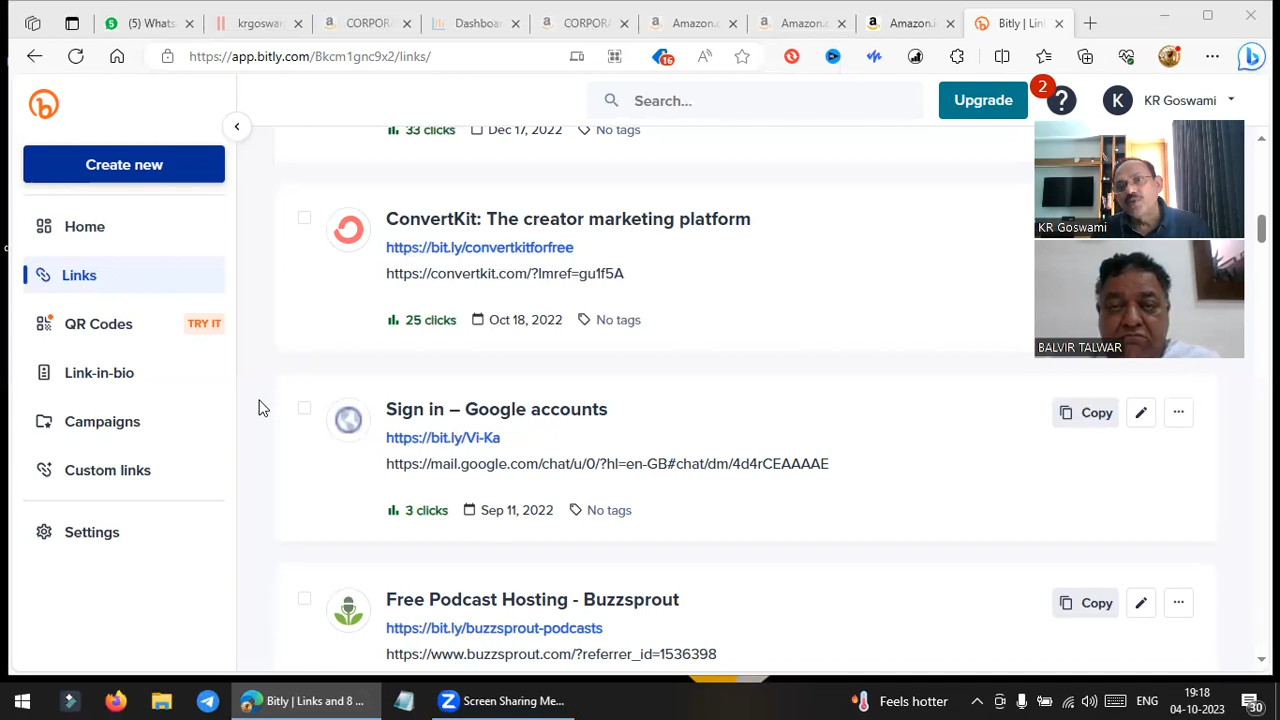 (5) Whats
krgoswam
CORPORA
Dashboar
CORPORA
Amazon.c
Amazon.c
Amazon.i
Bitly | Lin
https://app.bitly.com/Bkcm1gnc9x2/links/
16
Search...
Upgrade
2
?
K
KR Goswami
Create new
Home
Links
QR Codes
TRY IT
Link-in-bio
Campaigns
Custom links
Settings
33 clicks
Dec 17, 2022
No tags
ConvertKit: The creator marketing platform
https://bit.ly/convertkitforfree
https://convertkit.com/?lmref=gu1f5A
25 clicks
Oct 18, 2022
No tags
KR Goswami
BALVIR TALWAR
Sign in – Google accounts
https://bit.ly/Vi-Ka
https://mail.google.com/chat/u/0/?hl=en-GB#chat/dm/4d4rCEAAAAE
3 clicks
Sep 11, 2022
No tags
Copy
Free Podcast Hosting - Buzzsprout
https://bit.ly/buzzsprout-podcasts
https://www.buzzsprout.com/?referrer_id=1536398
Copy
Bitly | Links and 8 ...
Screen Sharing Me...
Feels hotter
ENG
19:18
04-10-2023
30